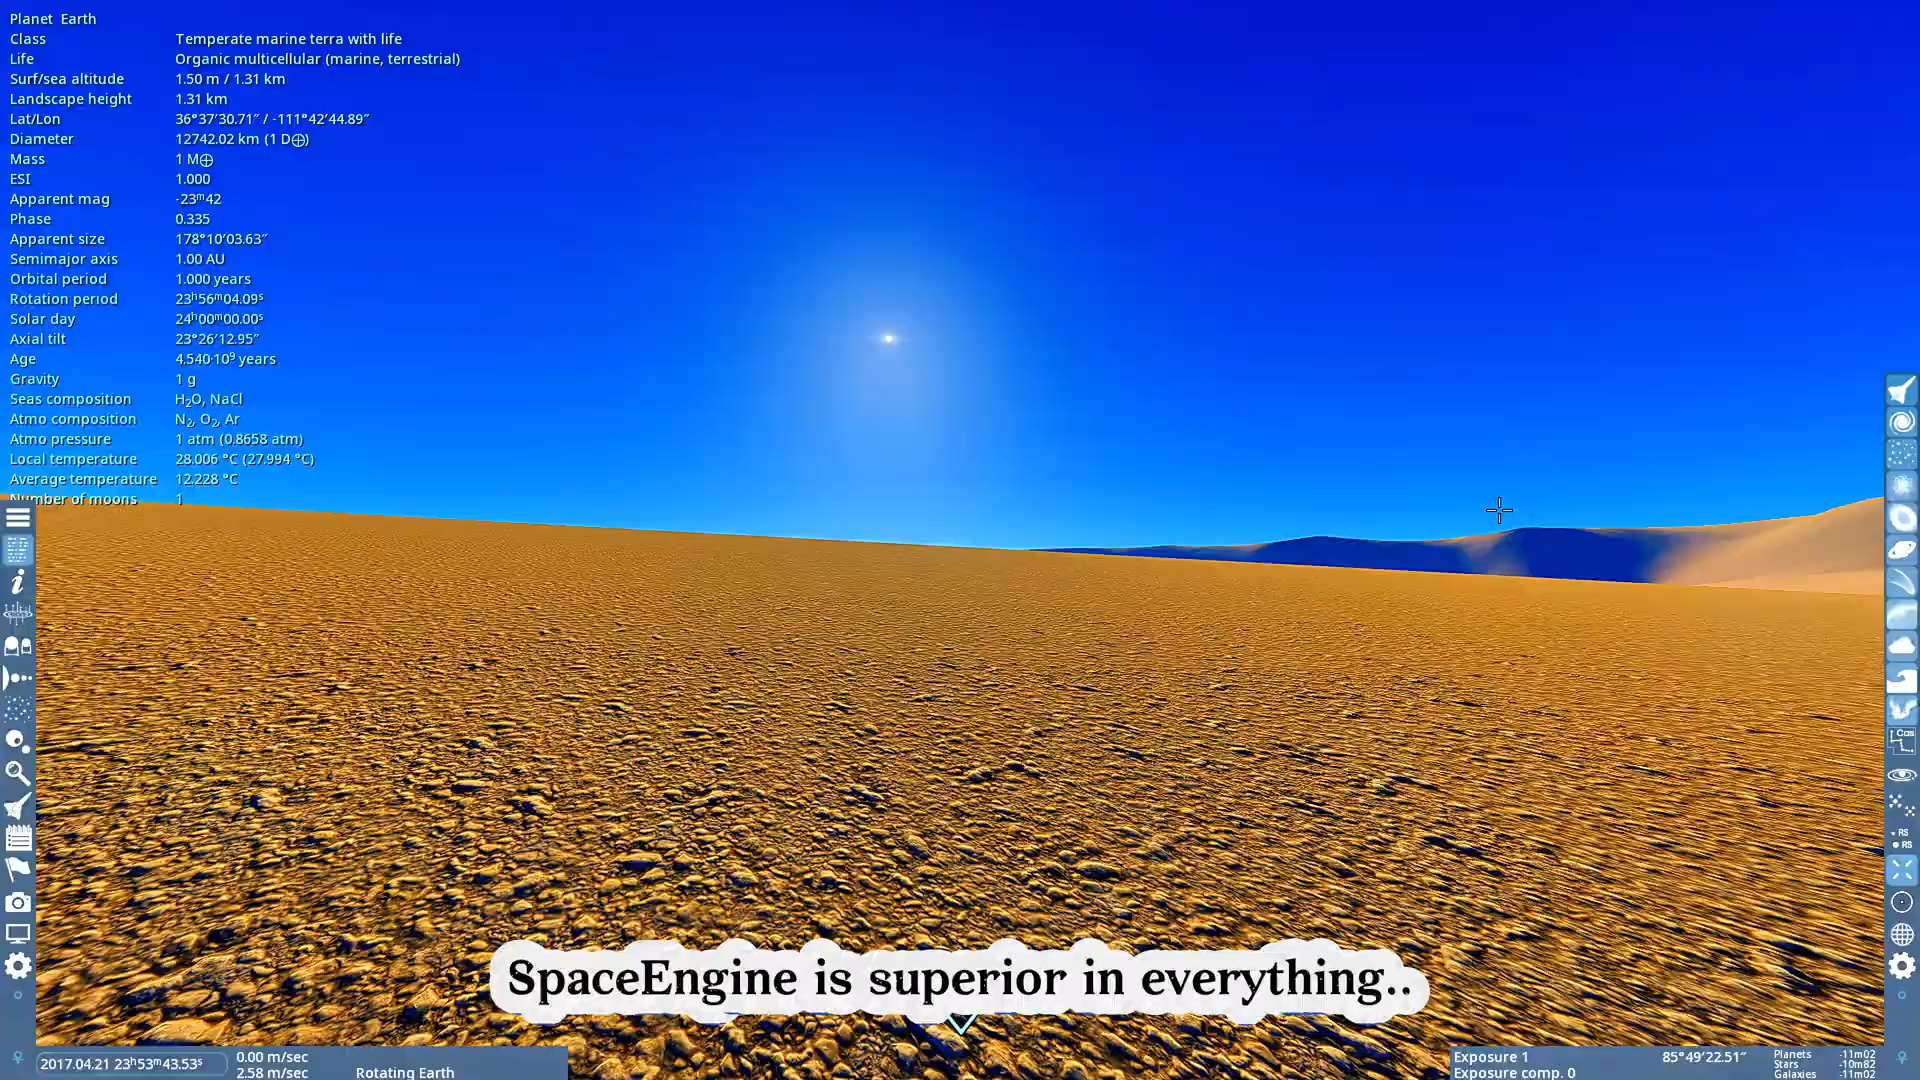 Planet Earth
Class Temperate marine terra with life
Life Organic multicellular (marine, terrestrial)
Surf/sea altitude 1.50 m / 1.31 km
Landscape height 1.31 km
Lat/Lon 36°37′30.71″ / -111°42′44.89″
Diameter 12742.02 km (1 D⊕)
Mass 1 M⊕
ESI 1.000
Apparent mag -23ᵐ42
Phase 0.335
Apparent size 178°10′03.63″
Semimajor axis 1.00 AU
Orbital period 1.000 years
Rotation period 23ʰ56ᵐ04.09ˢ
Solar day 24ʰ00ᵐ00.00ˢ
Axial tilt 23°26′12.95″
Age 4.540·10⁹ years
Gravity 1 g
Seas composition H₂O, NaCl
Atmo composition N₂, O₂, Ar
Atmo pressure 1 atm (0.8658 atm)
Local temperature 28.006 °C (27.994 °C)
Average temperature 12.228 °C
Number of moons 1
Cas
RS
RS
SpaceEngine is superior in everything..
2017.04.21 23ʰ53ᵐ43.53ˢ
0.00 m/sec
2.58 m/sec Rotating Earth
Exposure 1 85°49′22.51″
Exposure comp. 0
Planets -11m02
Stars -10m82
Galaxies -11m02